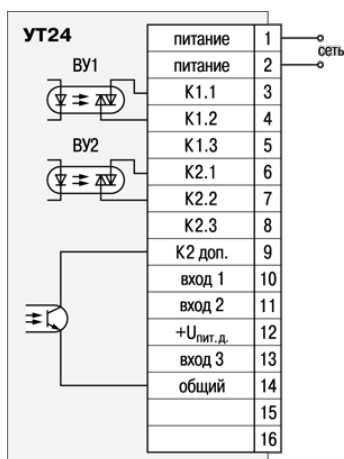 УТ24
ВУ1
ВУ2
питание 1
питание 2
сеть
К1.1 3
К1.2 4
К1.3 5
К2.1 6
К2.2 7
К2.3 8
К2 доп. 9
вход 1 10
вход 2 11
+Uпит.д. 12
вход 3 13
общий 14
15
16